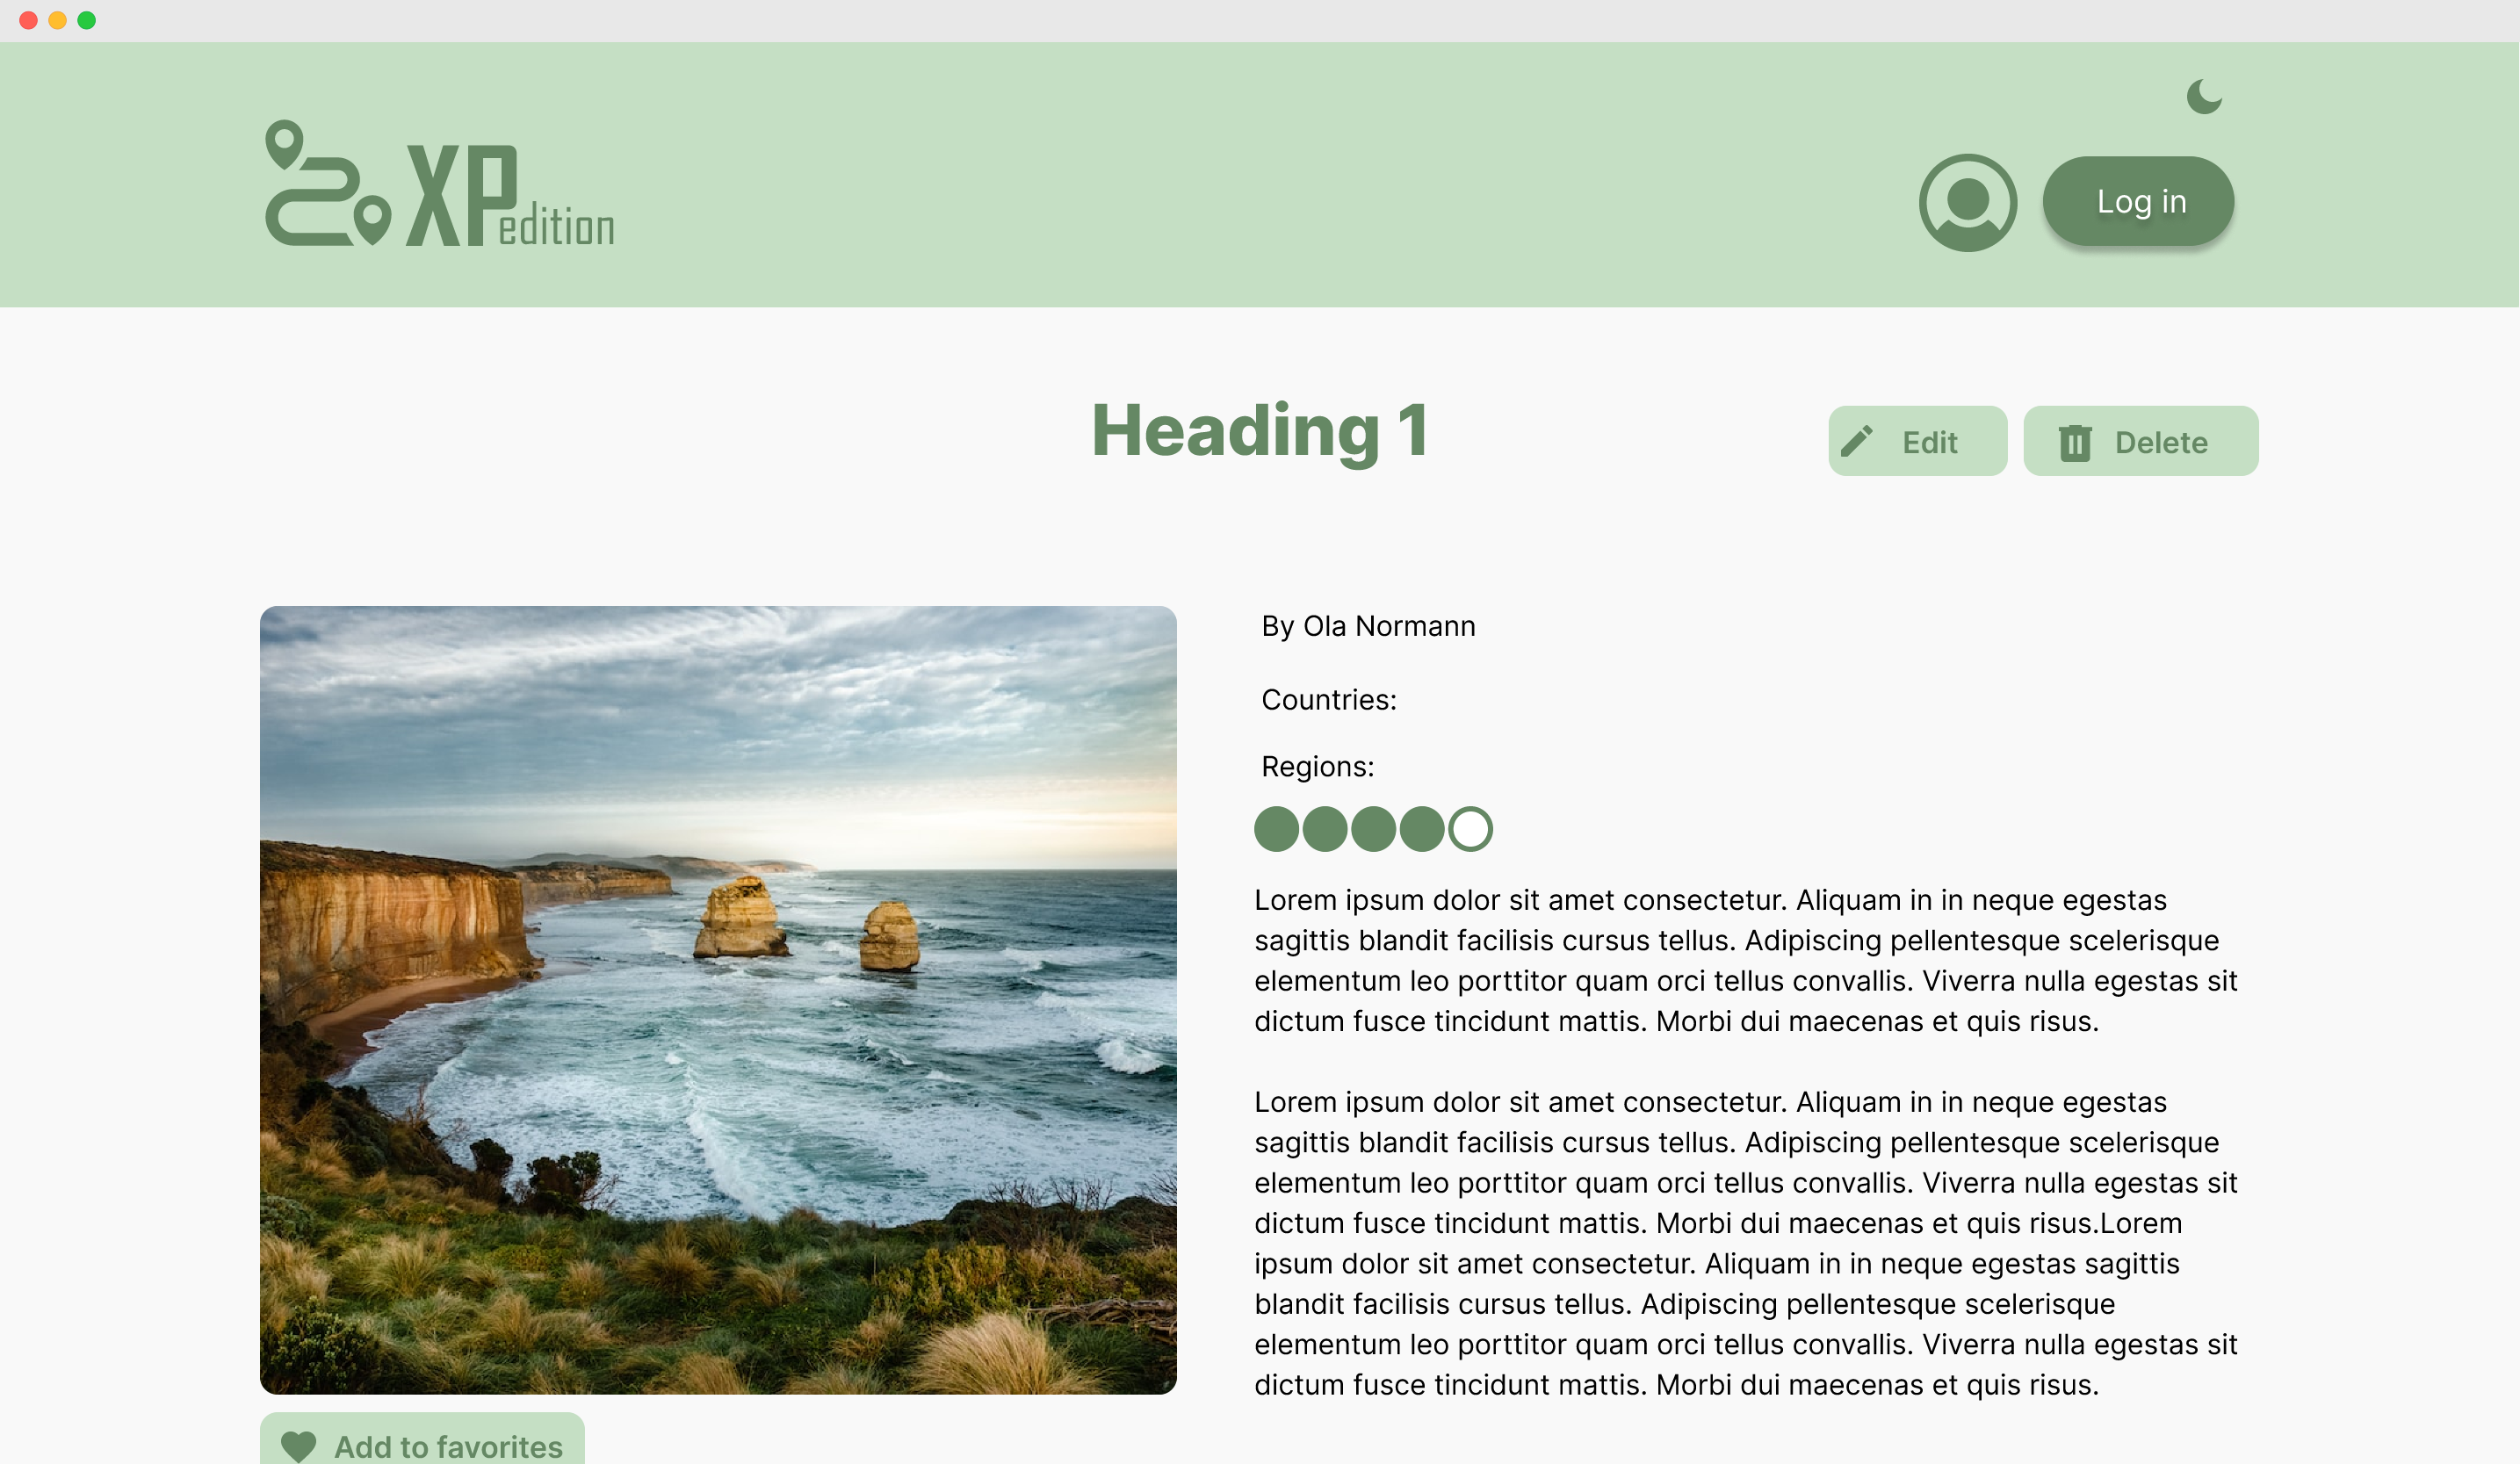 XPedition
Log in
Heading 1
Edit
Delete
By Ola Normann
Countries:
Regions:
Lorem ipsum dolor sit amet consectetur. Aliquam in in neque egestas
sagittis blandit facilisis cursus tellus. Adipiscing pellentesque scelerisque
elementum leo porttitor quam orci tellus convallis. Viverra nulla egestas sit
dictum fusce tincidunt mattis. Morbi dui maecenas et quis risus.
Lorem ipsum dolor sit amet consectetur. Aliquam in in neque egestas
sagittis blandit facilisis cursus tellus. Adipiscing pellentesque scelerisque
elementum leo porttitor quam orci tellus convallis. Viverra nulla egestas sit
dictum fusce tincidunt mattis. Morbi dui maecenas et quis risus.Lorem
ipsum dolor sit amet consectetur. Aliquam in in neque egestas sagittis
blandit facilisis cursus tellus. Adipiscing pellentesque scelerisque
elementum leo porttitor quam orci tellus convallis. Viverra nulla egestas sit
dictum fusce tincidunt mattis. Morbi dui maecenas et quis risus.
Add to favorites